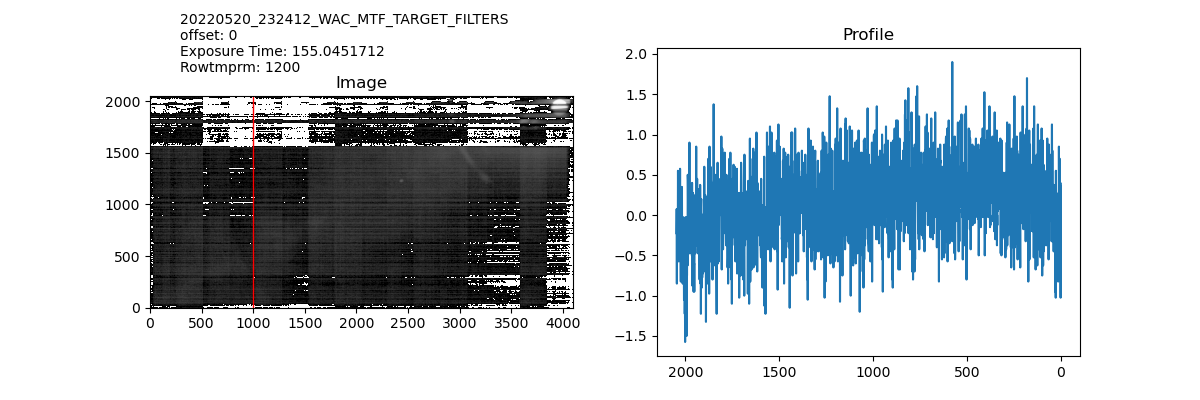 20220520_232412_WAC_MTF_TARGET_FILTERS
offset: 0
Exposure Time: 155.0451712
Rowtmprm: 1200
Image
2000
1500
1000
500
0
0 500 1000 1500 2000 2500 3000 3500 4000
Profile
2.0
1.5
1.0
0.5
0.0
−0.5
−1.0
−1.5
2000 1500 1000 500 0